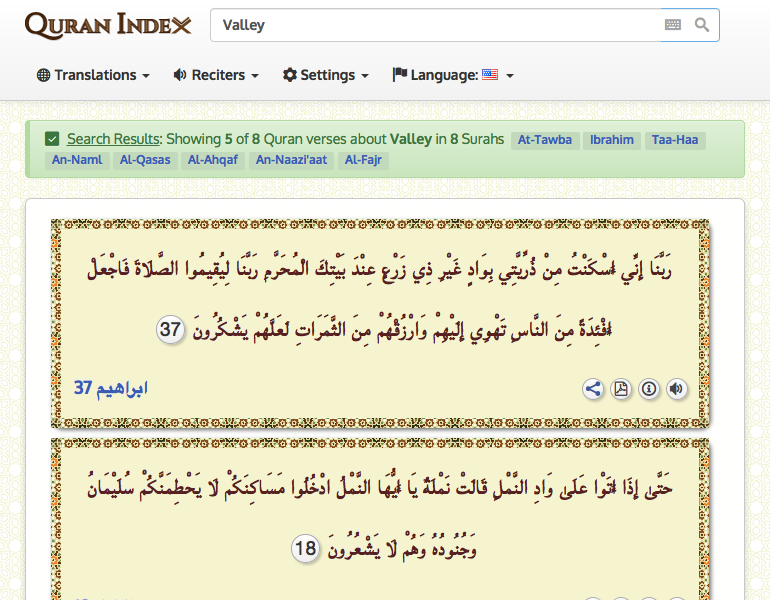 QURAN INDEX
Valley
Translations Reciters Settings Language:
Search Results: Showing 5 of 8 Quran verses about Valley in 8 Surahs At-Tawba Ibrahim Taa-Haa
An-Naml Al-Qasas Al-Ahqaf An-Naazi'aat Al-Fajr
رَبَّنَا إِنِّي أَسْكَنْتُ مِنْ ذُرِّيَّتِي بِوَادٍ غَيْرِ ذِي زَرْعٍ عِنْدَ بَيْتِكَ الْمُحَرَّمِ رَبَّنَا لِيُقِيمُوا الصَّلَاةَ فَاجْعَلْ
أَفْئِدَةً مِنَ النَّاسِ تَهْوِي إِلَيْهِمْ وَارْزُقْهُمْ مِنَ الثَّمَرَاتِ لَعَلَّهُمْ يَشْكُرُونَ 37
ابراهيم 37
حَتَّىٰ إِذَا أَتَوْا عَلَىٰ وَادِ النَّمْلِ قَالَتْ نَمْلَةٌ يَا أَيُّهَا النَّمْلُ ادْخُلُوا مَسَاكِنَكُمْ لَا يَحْطِمَنَّكُمْ سُلَيْمَانُ
وَجُنُودُهُ وَهُمْ لَا يَشْعُرُونَ 18